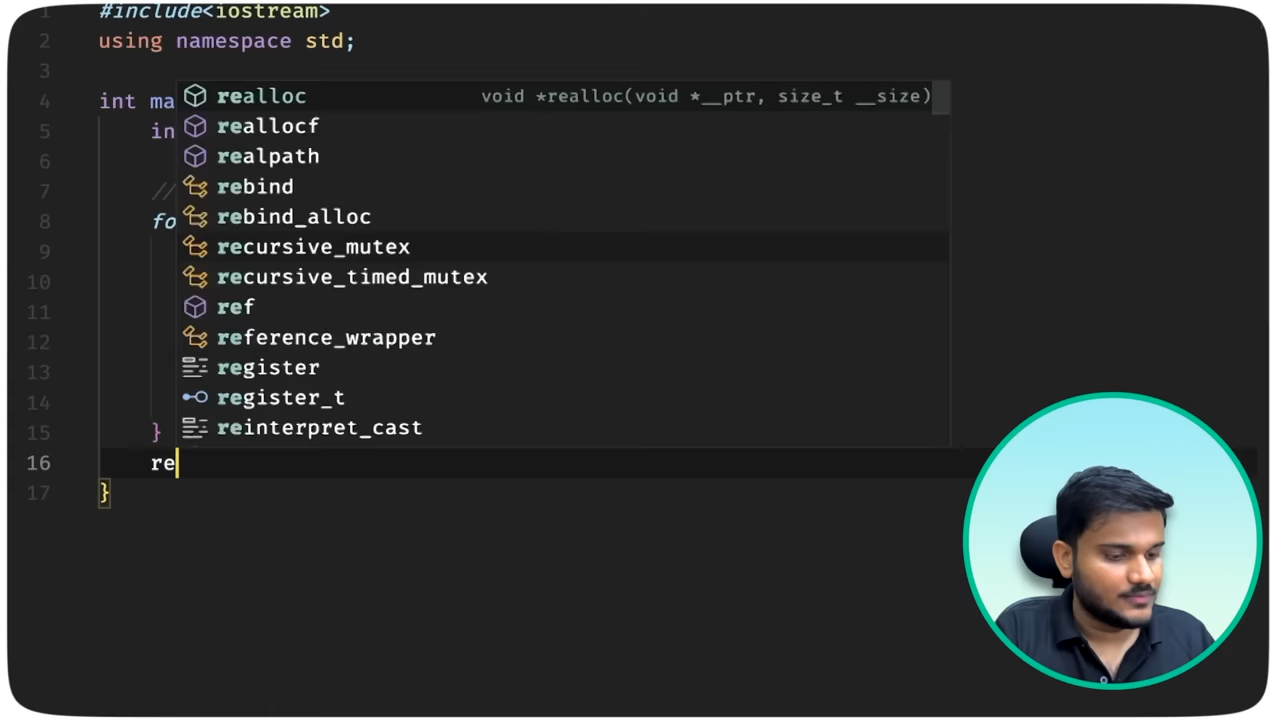 1 #include<iostream>
2 using namespace std;
3
4 int ma
5 in
6
7 //
8 fo
9
10
11
12
13
14
15 }
16 re
17 }
realloc void *realloc(void *__ptr, size_t __size)
reallocf
realpath
rebind
rebind_alloc
recursive_mutex
recursive_timed_mutex
ref
reference_wrapper
register
register_t
reinterpret_cast